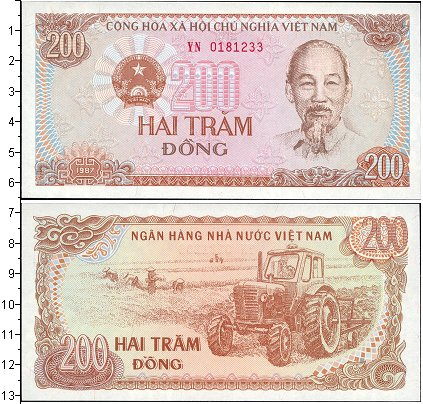 CỘNG HÒA XÃ HỘI CHỦ NGHĨA VIỆT NAM
200
YN 0181233
200
HAI TRĂM
ĐỒNG
1987
200
NGÂN HÀNG NHÀ NƯỚC VIỆT NAM
200
200
HAI TRĂM
ĐỒNG
1
2
3
4
5
6
7
8
9
10
11
12
13